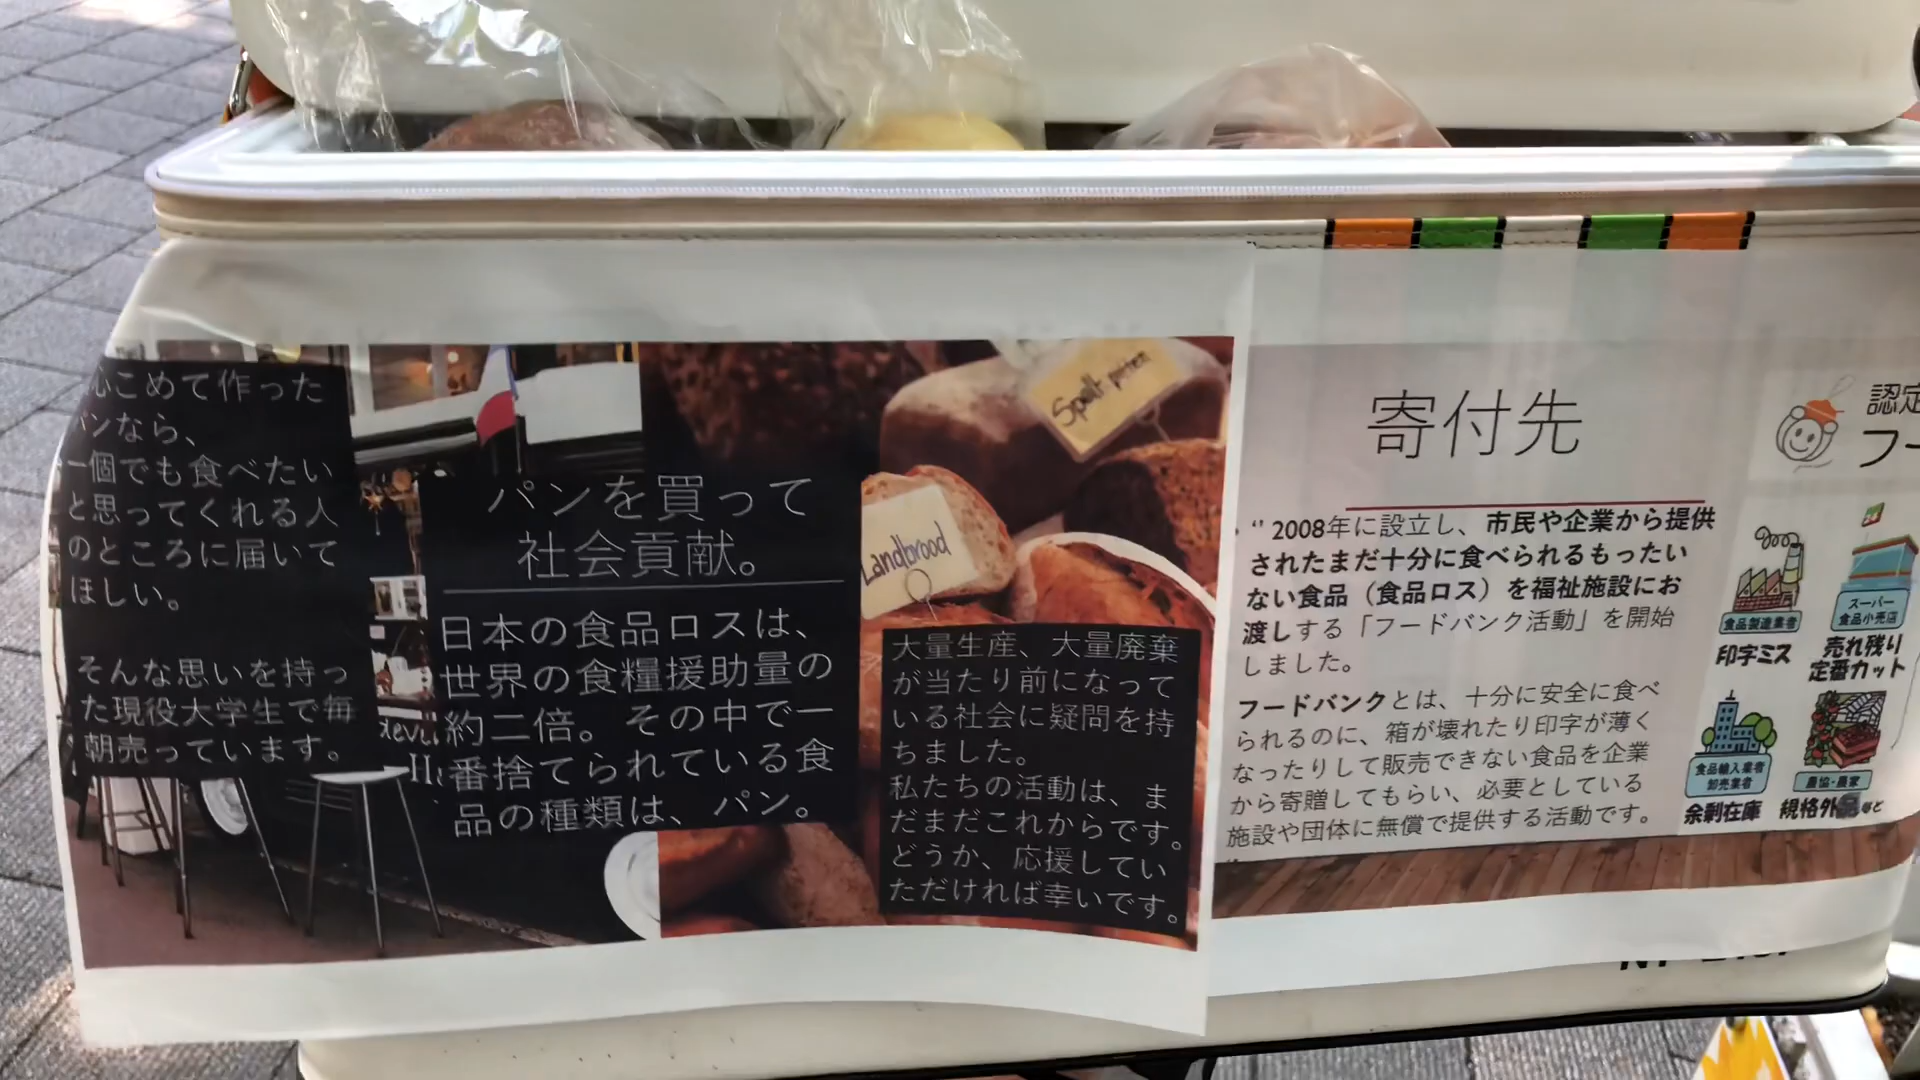 心こめて作った
パンなら、
一個でも食べたい
と思ってくれる人
のところに届いて
ほしい。
そんな思いを持っ
た現役大学生で毎
朝売っています。
パンを買って
社会貢献。
日本の食品ロスは、
世界の食糧援助量の
約二倍。その中で一
番捨てられている食
品の種類は、パン。
Spelt
Landbrood
大量生産、大量廃棄
が当たり前になって
いる社会に疑問を持
ちました。
私たちの活動は、ま
だまだこれからです。
どうか、応援してい
ただければ幸いです。
寄付先
“ 2008年に設立し、市民や企業から提供
されたまだ十分に食べられるもったい
ない食品（食品ロス）を福祉施設にお
渡しする「フードバンク活動」を開始
しました。
フードバンクとは、十分に安全に食べ
られるのに、箱が壊れたり印字が薄く
なったりして販売できない食品を企業
から寄贈してもらい、必要としている
施設や団体に無償で提供する活動です。
“
認定
フー
食品製造業者
印字ミス
スーパー
食品小売店
売れ残り
定番カット
食品輸入業者
卸売業者
余剰在庫
農協・農家
規格外品など